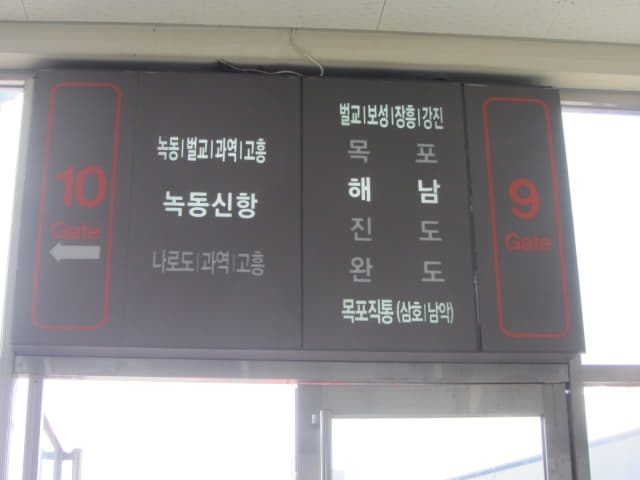 10
Gate
녹동|벌교|과역|고흥
녹동신항
나로도|과역|고흥
벌교|보성|장흥|강진
목 포
해 남
진 도
완 도
목포직통(삼호|남악)
9
Gate